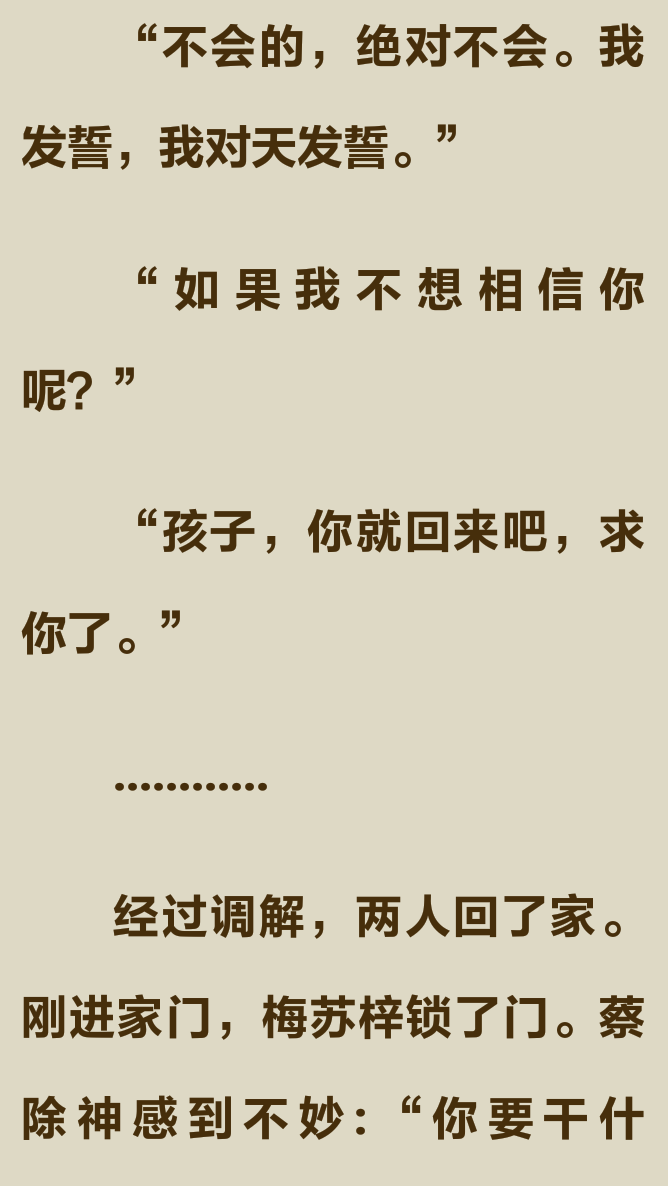 “不会的，绝对不会。我
发誓，我对天发誓。”
“如果我不想相信你
呢？”
“孩子，你就回来吧，求
你了。”
…………
经过调解，两人回了家。
刚进家门，梅苏梓锁了门。蔡
除神感到不妙：“你要干什